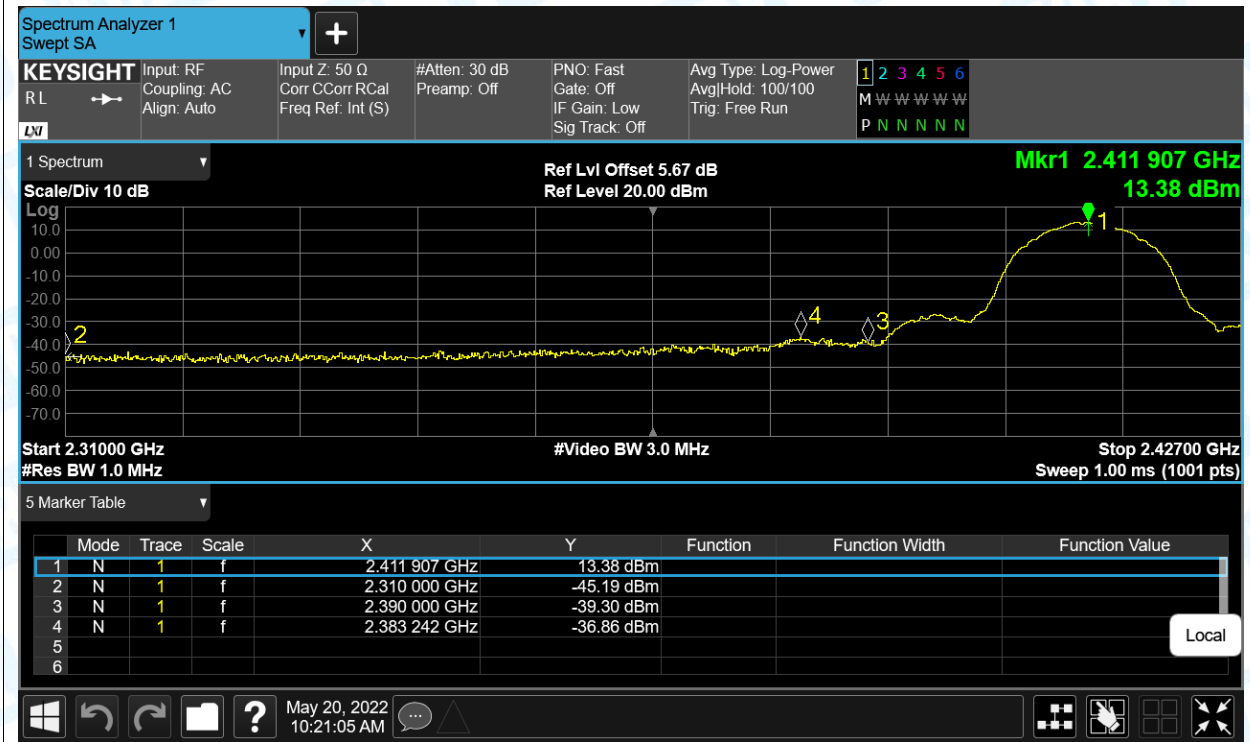 Spectrum Analyzer 1
Swept SA
+
KEYSIGHT Input: RF Input Z: 50 Ω #Atten: 30 dB PNO: Fast Avg Type: Log-Power 1 2 3 4 5 6
R L Coupling: AC Corr CCorr RCal Preamp: Off Gate: Off Avg|Hold: 100/100 M W W W W W W
Align: Auto Freq Ref: Int (S) IF Gain: Low Trig: Free Run
LXI Sig Track: Off P N N N N N N
1 Spectrum
Scale/Div 10 dB
Ref Lvl Offset 5.67 dB
Ref Level 20.00 dBm
Mkr1 2.411 907 GHz
13.38 dBm
Log
10.0
0.00
-10.0
-20.0
-30.0
-40.0
-50.0
-60.0
-70.0
1
2
4
3
Start 2.31000 GHz #Video BW 3.0 MHz Stop 2.42700 GHz
#Res BW 1.0 MHz Sweep 1.00 ms (1001 pts)
5 Marker Table
Mode Trace Scale X Y Function Function Width Function Value
1 N 1 f 2.411 907 GHz 13.38 dBm
2 N 1 f 2.310 000 GHz -45.19 dBm
3 N 1 f 2.390 000 GHz -39.30 dBm
4 N 1 f 2.383 242 GHz -36.86 dBm
5
6
Local
? May 20, 2022
10:21:05 AM